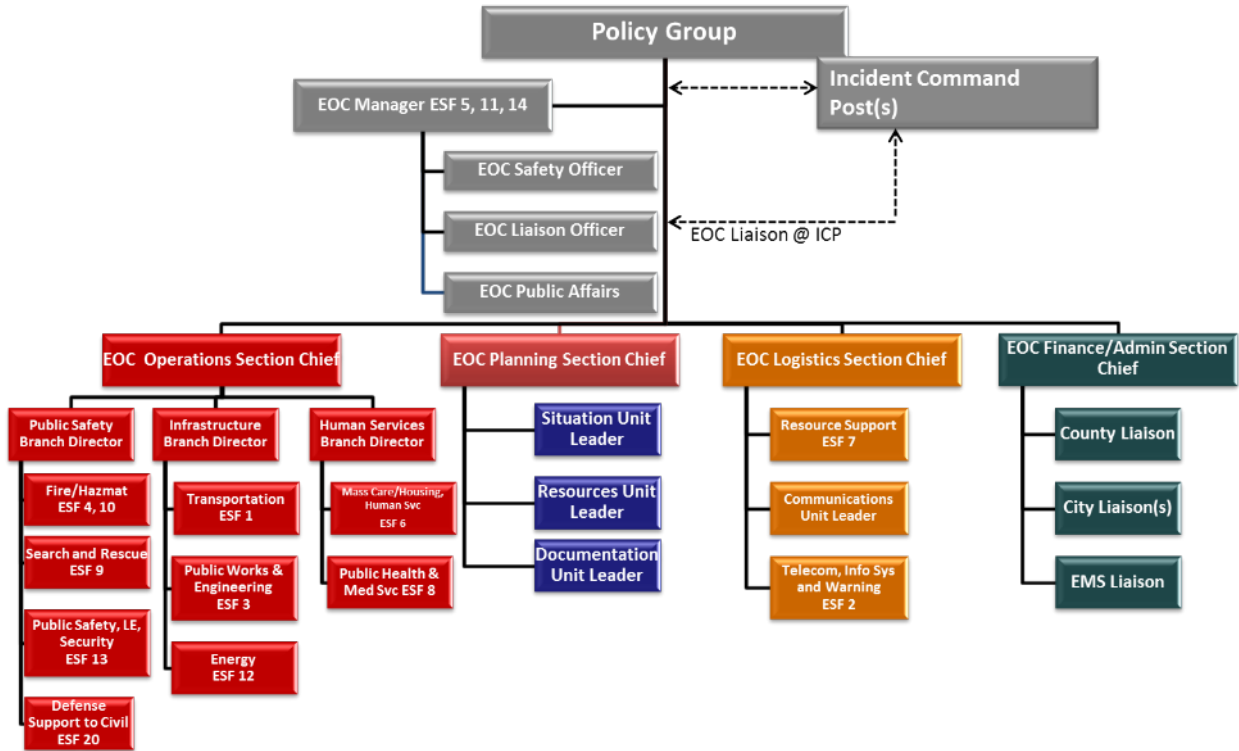 Policy Group
Incident Command
Post(s)
EOC Manager ESF 5, 11, 14
EOC Safety Officer
EOC Liaison Officer
EOC Liaison @ ICP
EOC Public Affairs
EOC Operations Section Chief
EOC Planning Section Chief
EOC Logistics Section Chief
EOC Finance/Admin Section
Chief
Public Safety
Branch Director
Fire/Hazmat
ESF 4, 10
Search and Rescue
ESF 9
Public Safety, LE,
Security
ESF 13
Defense
Support to Civil
ESF 20
Infrastructure
Branch Director
Transportation
ESF 1
Public Works &
Engineering
ESF 3
Energy
ESF 12
Human Services
Branch Director
Mass Care/Housing,
Human Svc
ESF 6
Public Health &
Med Svc ESF 8
Situation Unit
Leader
Resources Unit
Leader
Documentation
Unit Leader
Resource Support
ESF 7
Communications
Unit Leader
Telecom, Info Sys
and Warning
ESF 2
County Liaison
City Liaison(s)
EMS Liaison